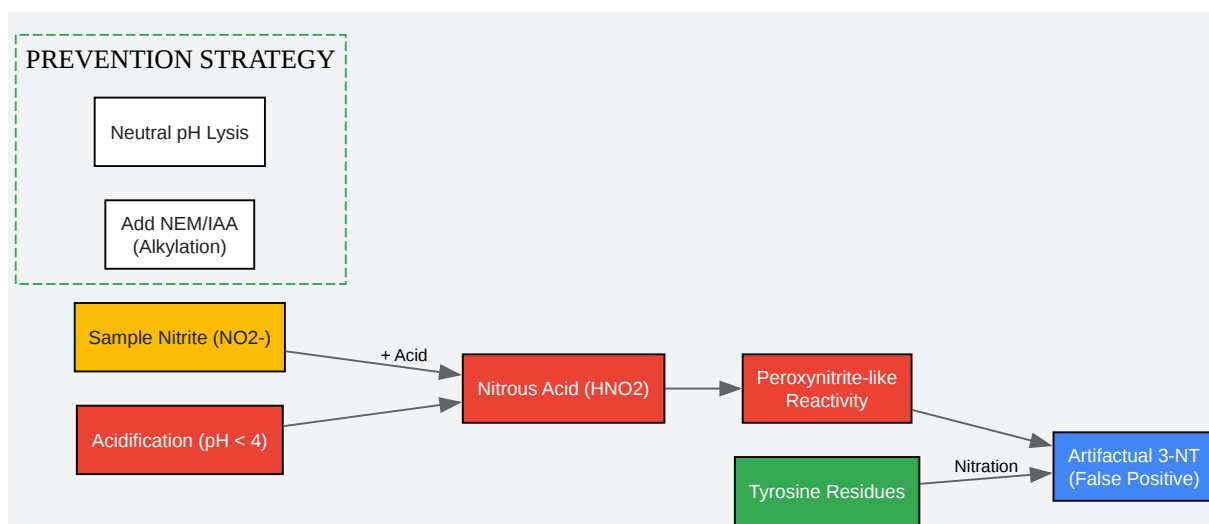 PREVENTION STRATEGY
Neutral pH Lysis
Add NEM/IAA
(Alkylation)
Sample Nitrite (NO2-)
+ Acid
Acidification (pH < 4)
Nitrous Acid (HNO2)
Peroxynitrite-like
Reactivity
Tyrosine Residues
Nitration
Artifactual 3-NT
(False Positive)